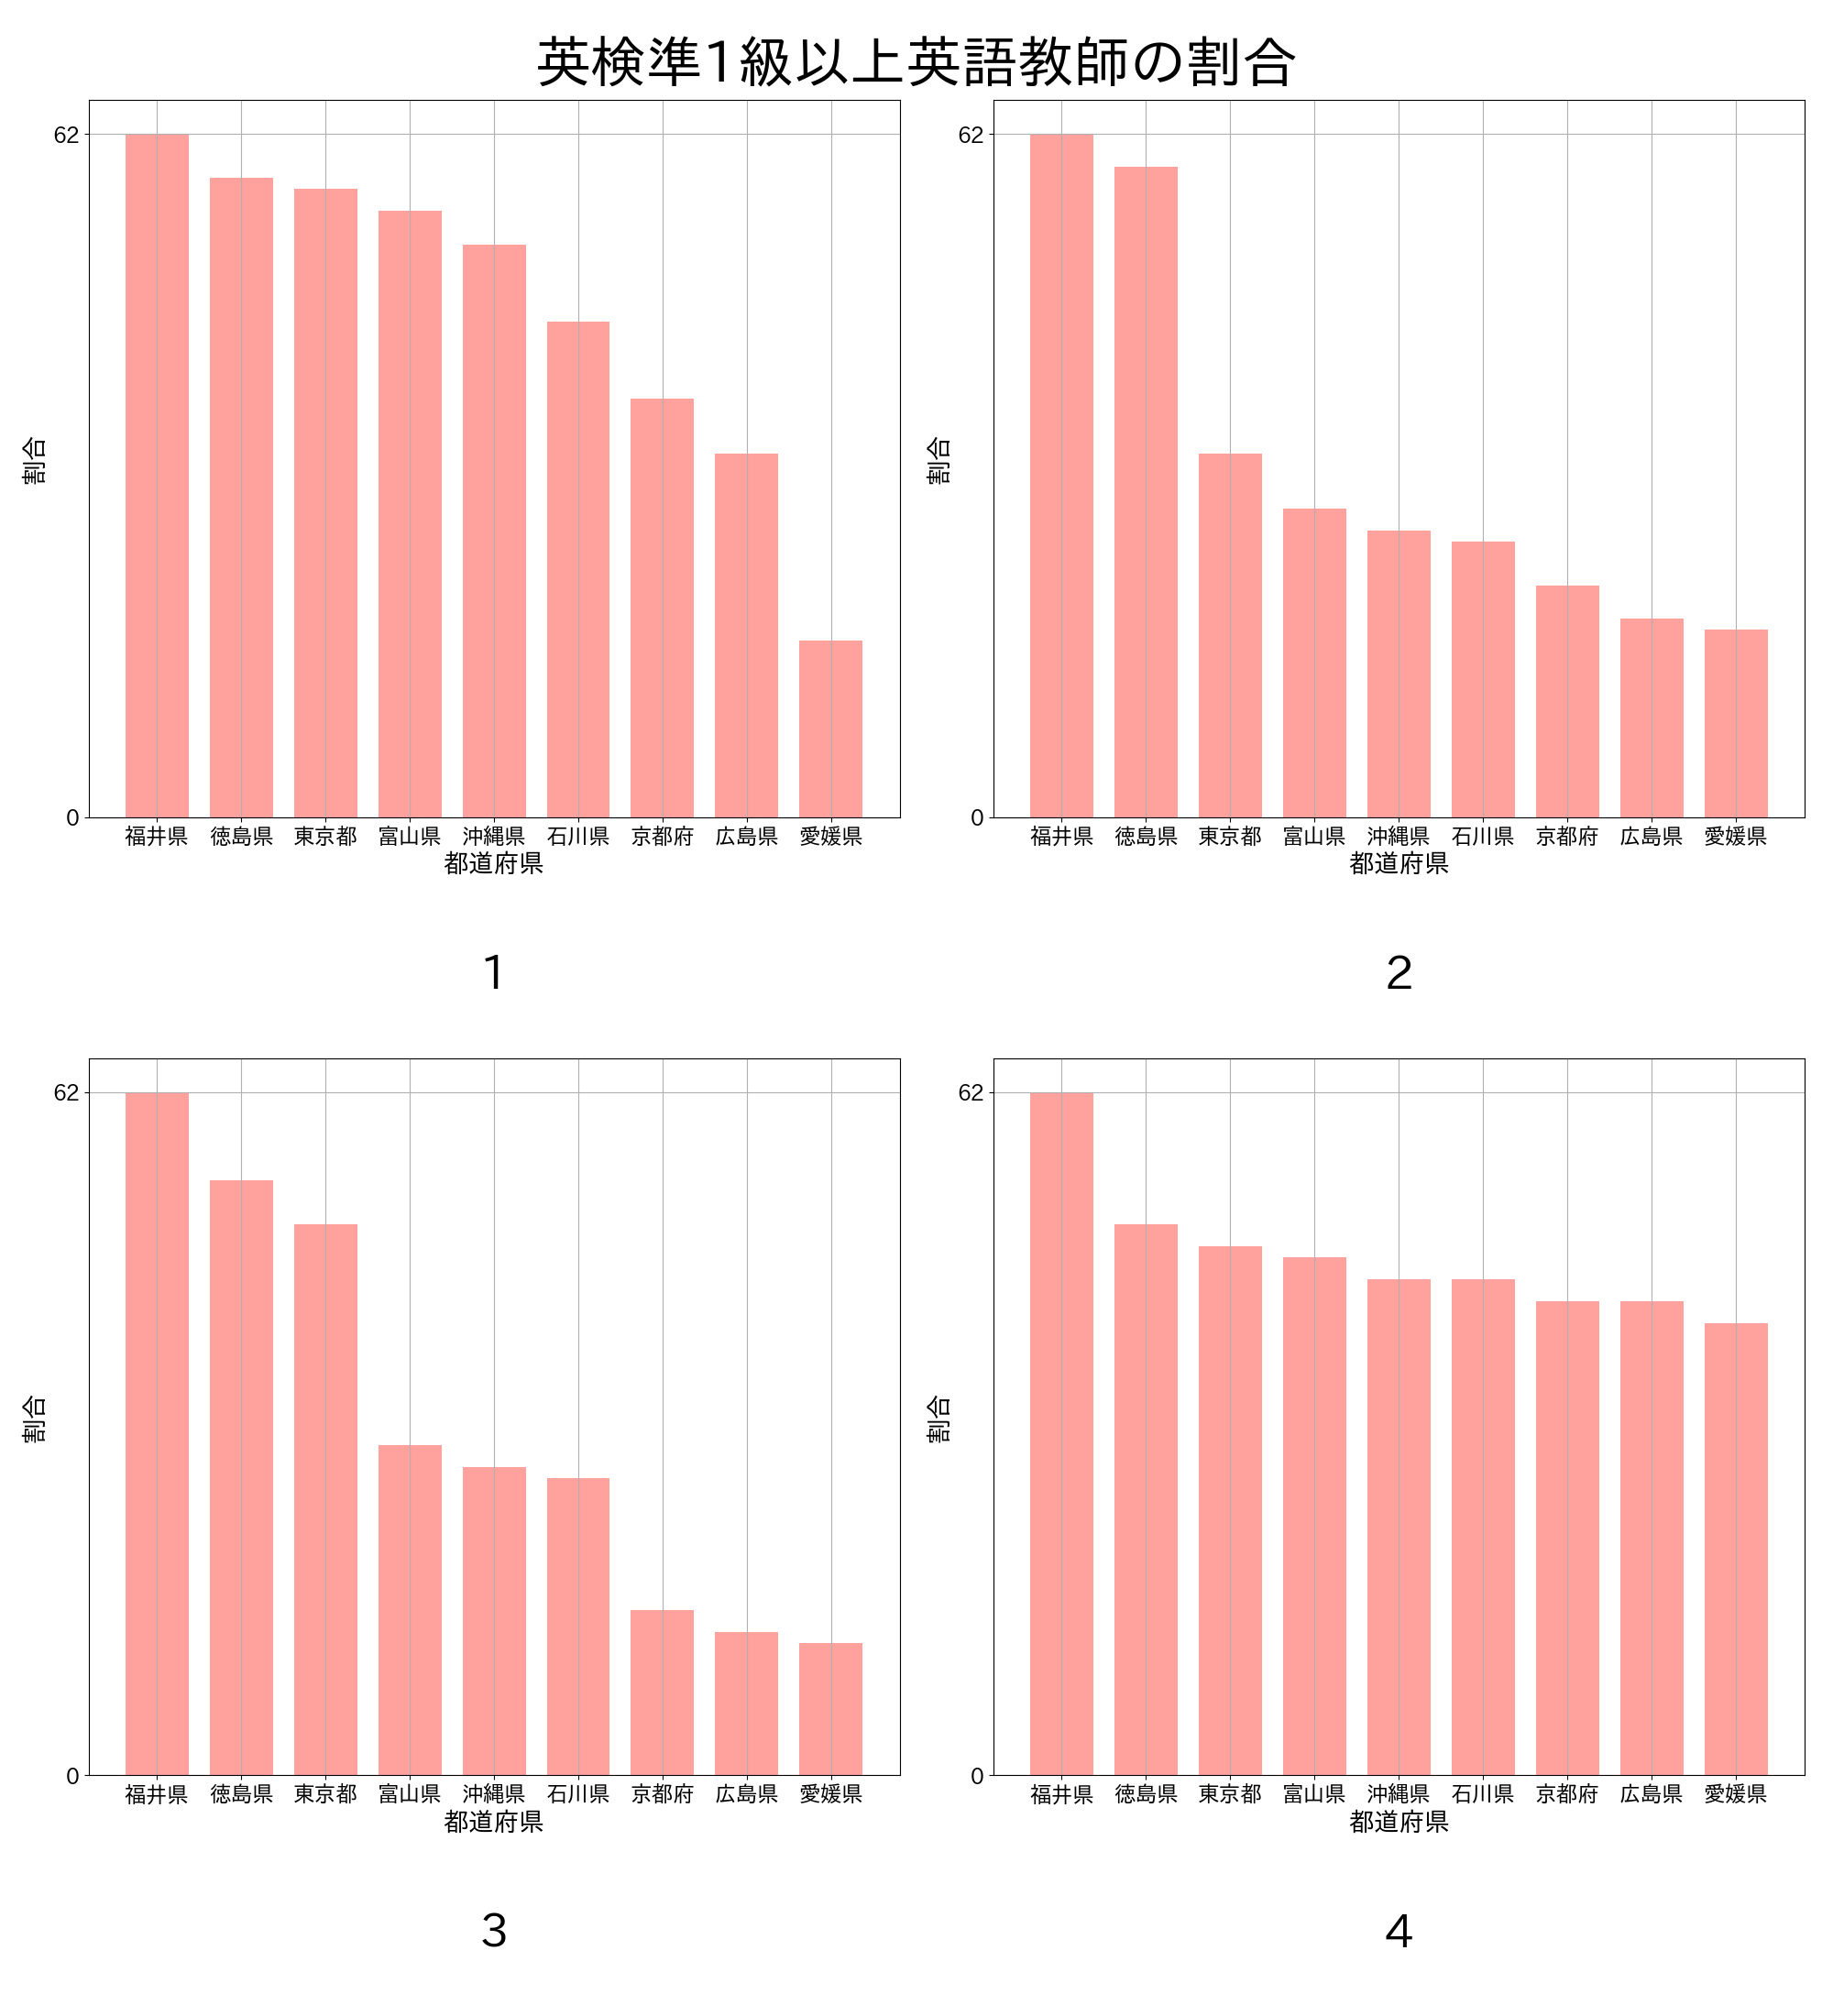 英検準1級以上英語教師の割合
62
0
割合
福井県 徳島県 東京都 富山県 沖縄県 石川県 京都府 広島県 愛媛県
都道府県
1
62
0
割合
福井県 徳島県 東京都 富山県 沖縄県 石川県 京都府 広島県 愛媛県
都道府県
2
62
0
割合
福井県 徳島県 東京都 富山県 沖縄県 石川県 京都府 広島県 愛媛県
都道府県
3
62
0
割合
福井県 徳島県 東京都 富山県 沖縄県 石川県 京都府 広島県 愛媛県
都道府県
4